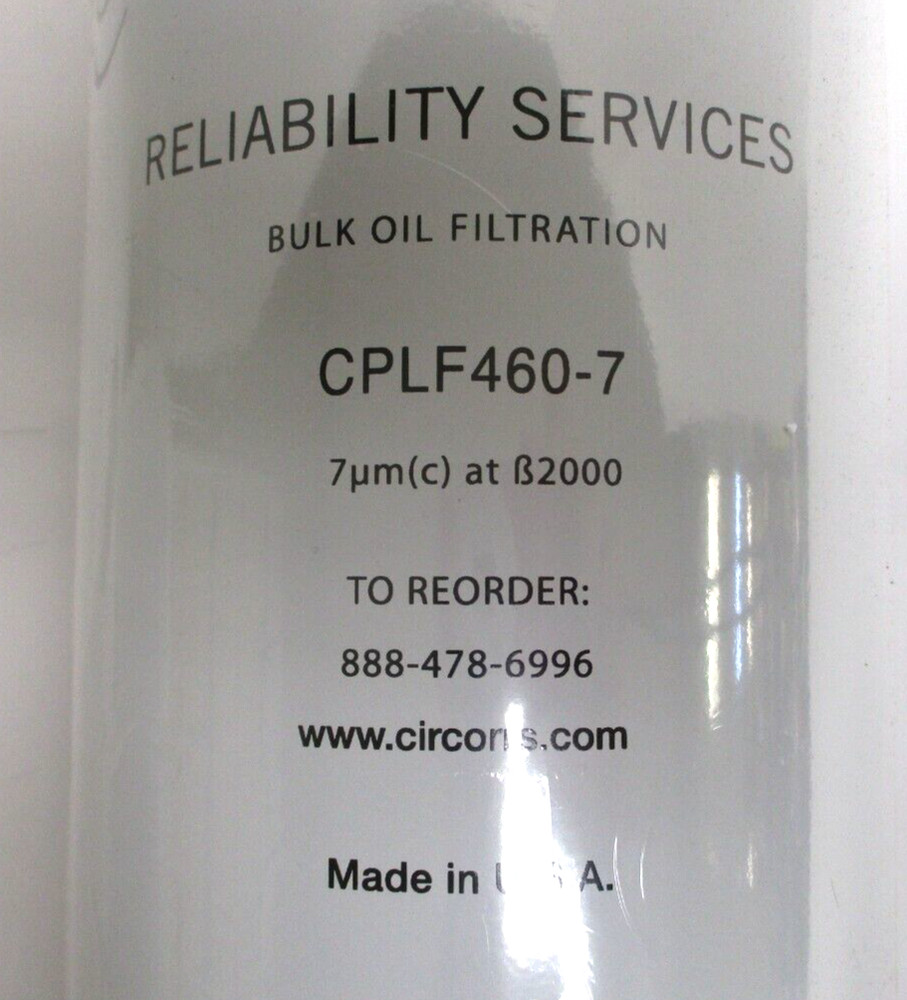 RELIABILITY SERVICES
BULK OIL FILTRATION
CPLF460-7
7µm(c) at ß2000
TO REORDER:
888-478-6996
Made in